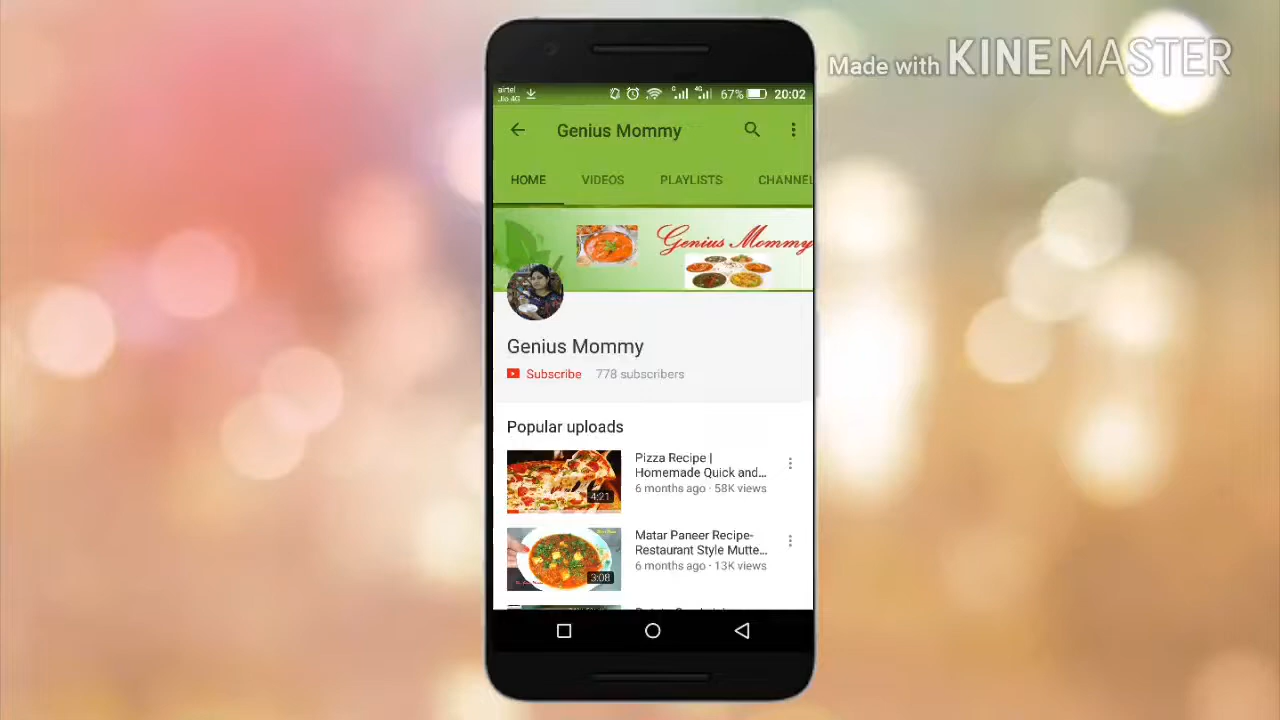 Made with KINEMASTER
airtel
Jio 4G
67% 20:02
Genius Mommy
HOME VIDEOS PLAYLISTS CHANNEL
Genius Mommy
Genius Mommy
Subscribe 778 subscribers
Popular uploads
Pizza Recipe |
Homemade Quick and...
6 months ago · 58K views
4:21
Matar Paneer Recipe-
Restaurant Style Mutte...
6 months ago · 13K views
3:08